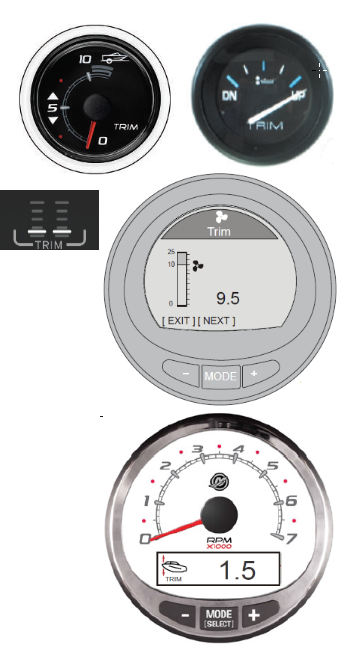 10
5
0
TRIM
DN UP
TRIM
TRIM
Trim
25
10
0
9.5
[ EXIT ] [ NEXT ]
- MODE +
0 1 2 3 4 5 6 7
RPM
X1000
TRIM
1.5
- MODE +
[SELECT]